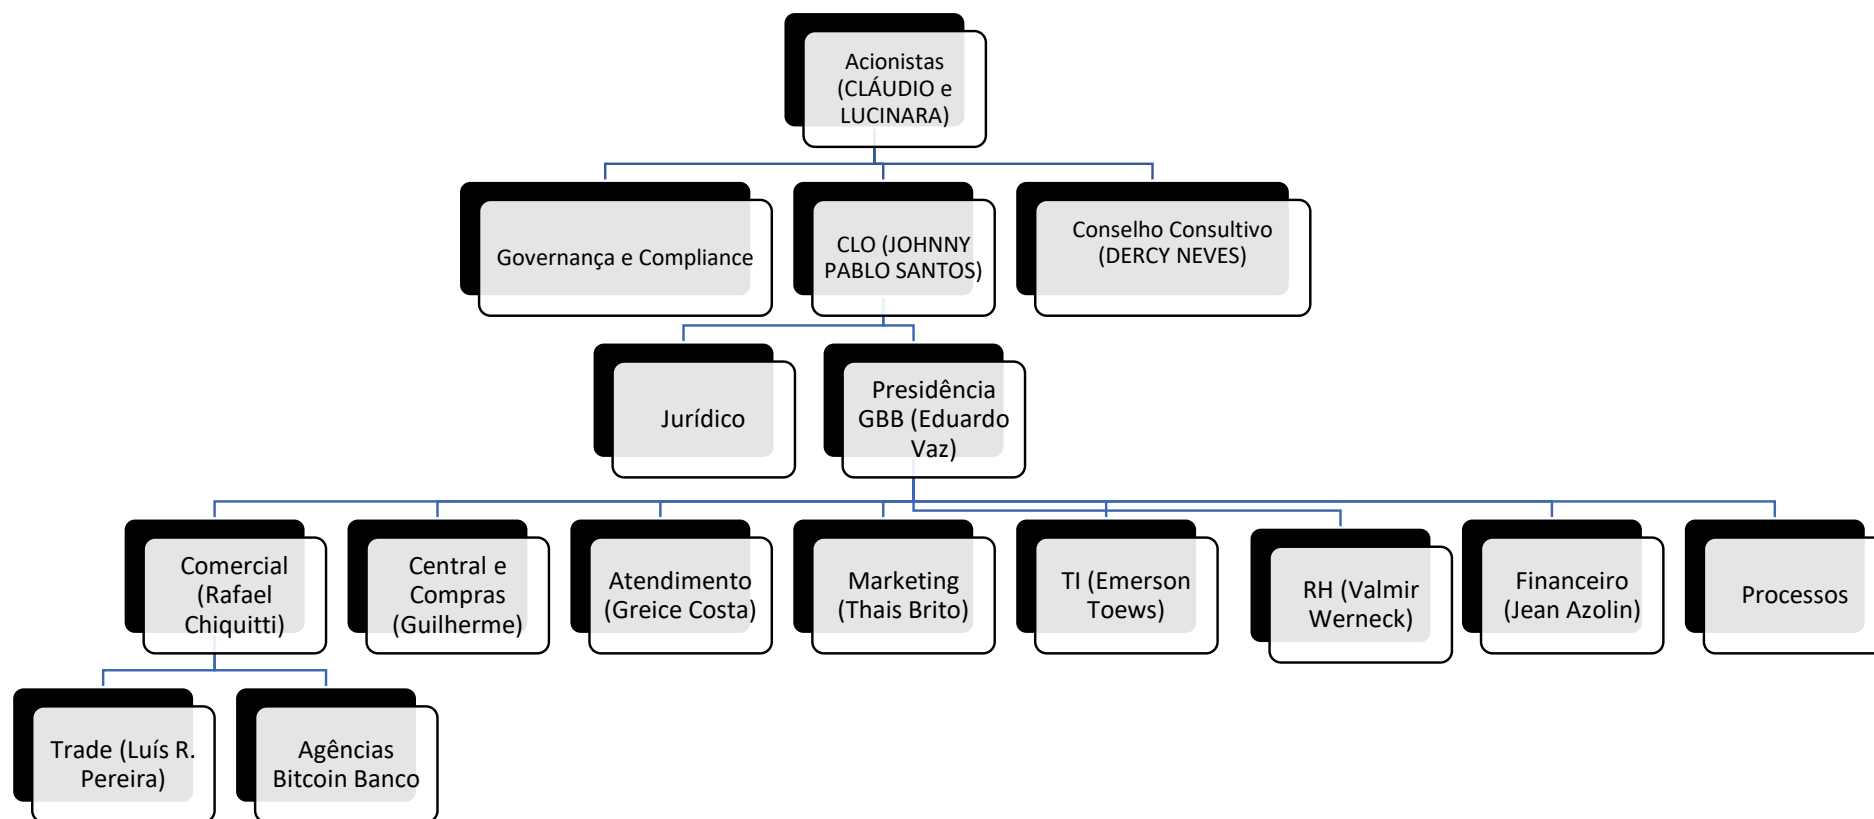 Acionistas
(CLÁUDIO e
LUCINARA)
Governança e Compliance
CLO (JOHNNY
PABLO SANTOS)
Conselho Consultivo
(DERCY NEVES)
Jurídico
Presidência
GBB (Eduardo
Vaz)
Comercial
(Rafael
Chiquitti)
Central e
Compras
(Guilherme)
Atendimento
(Greice Costa)
Marketing
(Thais Brito)
TI (Emerson
Toews)
RH (Valmir
Werneck)
Financeiro
(Jean Azolin)
Processos
Trade (Luís R.
Pereira)
Agências
Bitcoin Banco